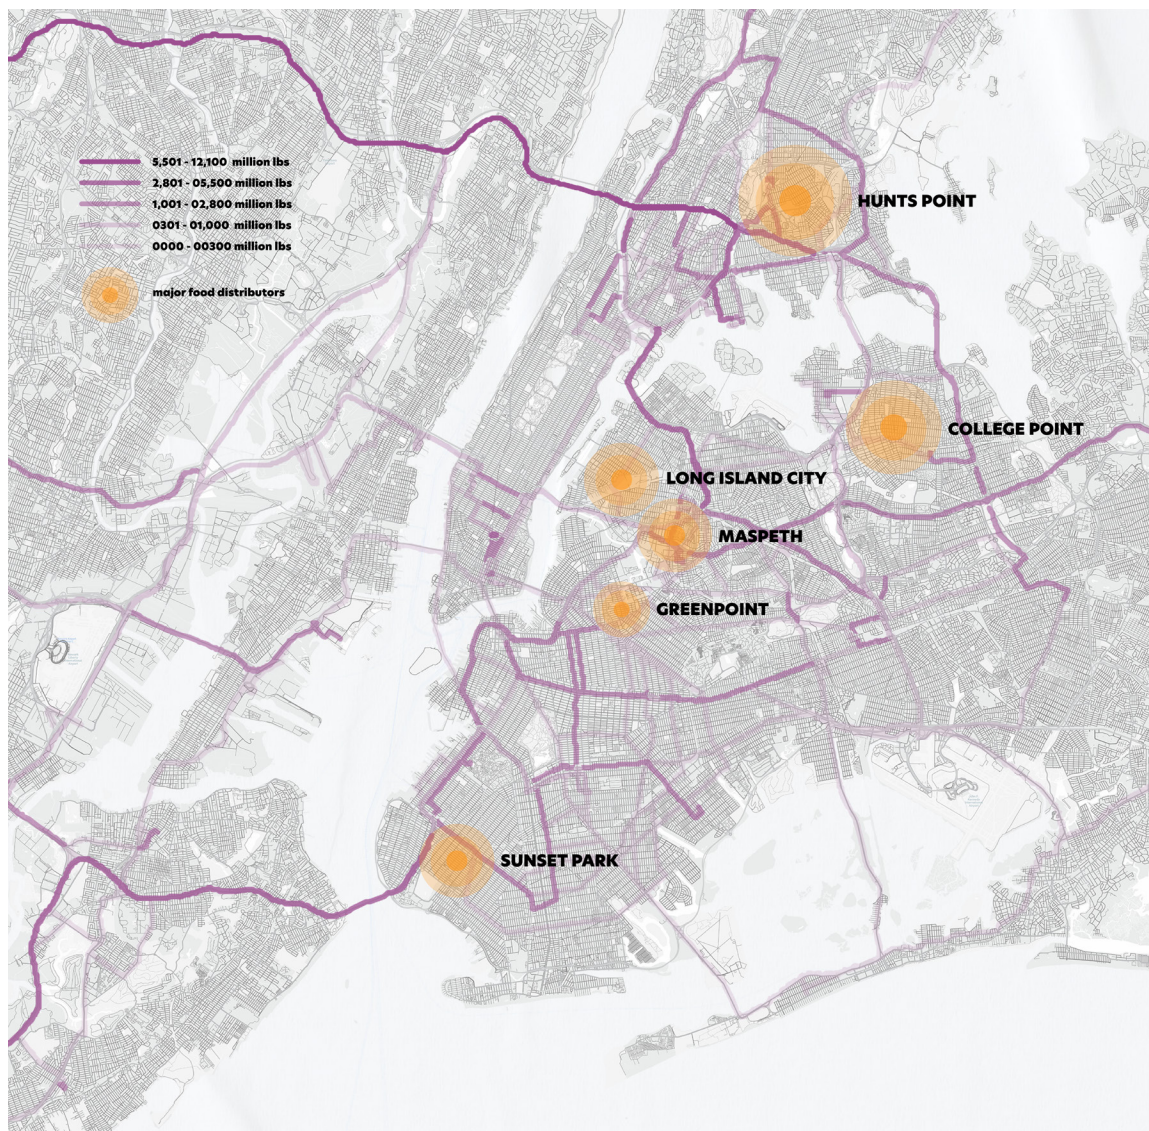 5,501 - 12,100 million lbs
2,801 - 05,500 million lbs
1,001 - 02,800 million lbs
0301 - 01,000 million lbs
0000 - 00300 million lbs
major food distributors
HUNTS POINT
COLLEGE POINT
LONG ISLAND CITY
MASPETH
GREENPOINT
SUNSET PARK